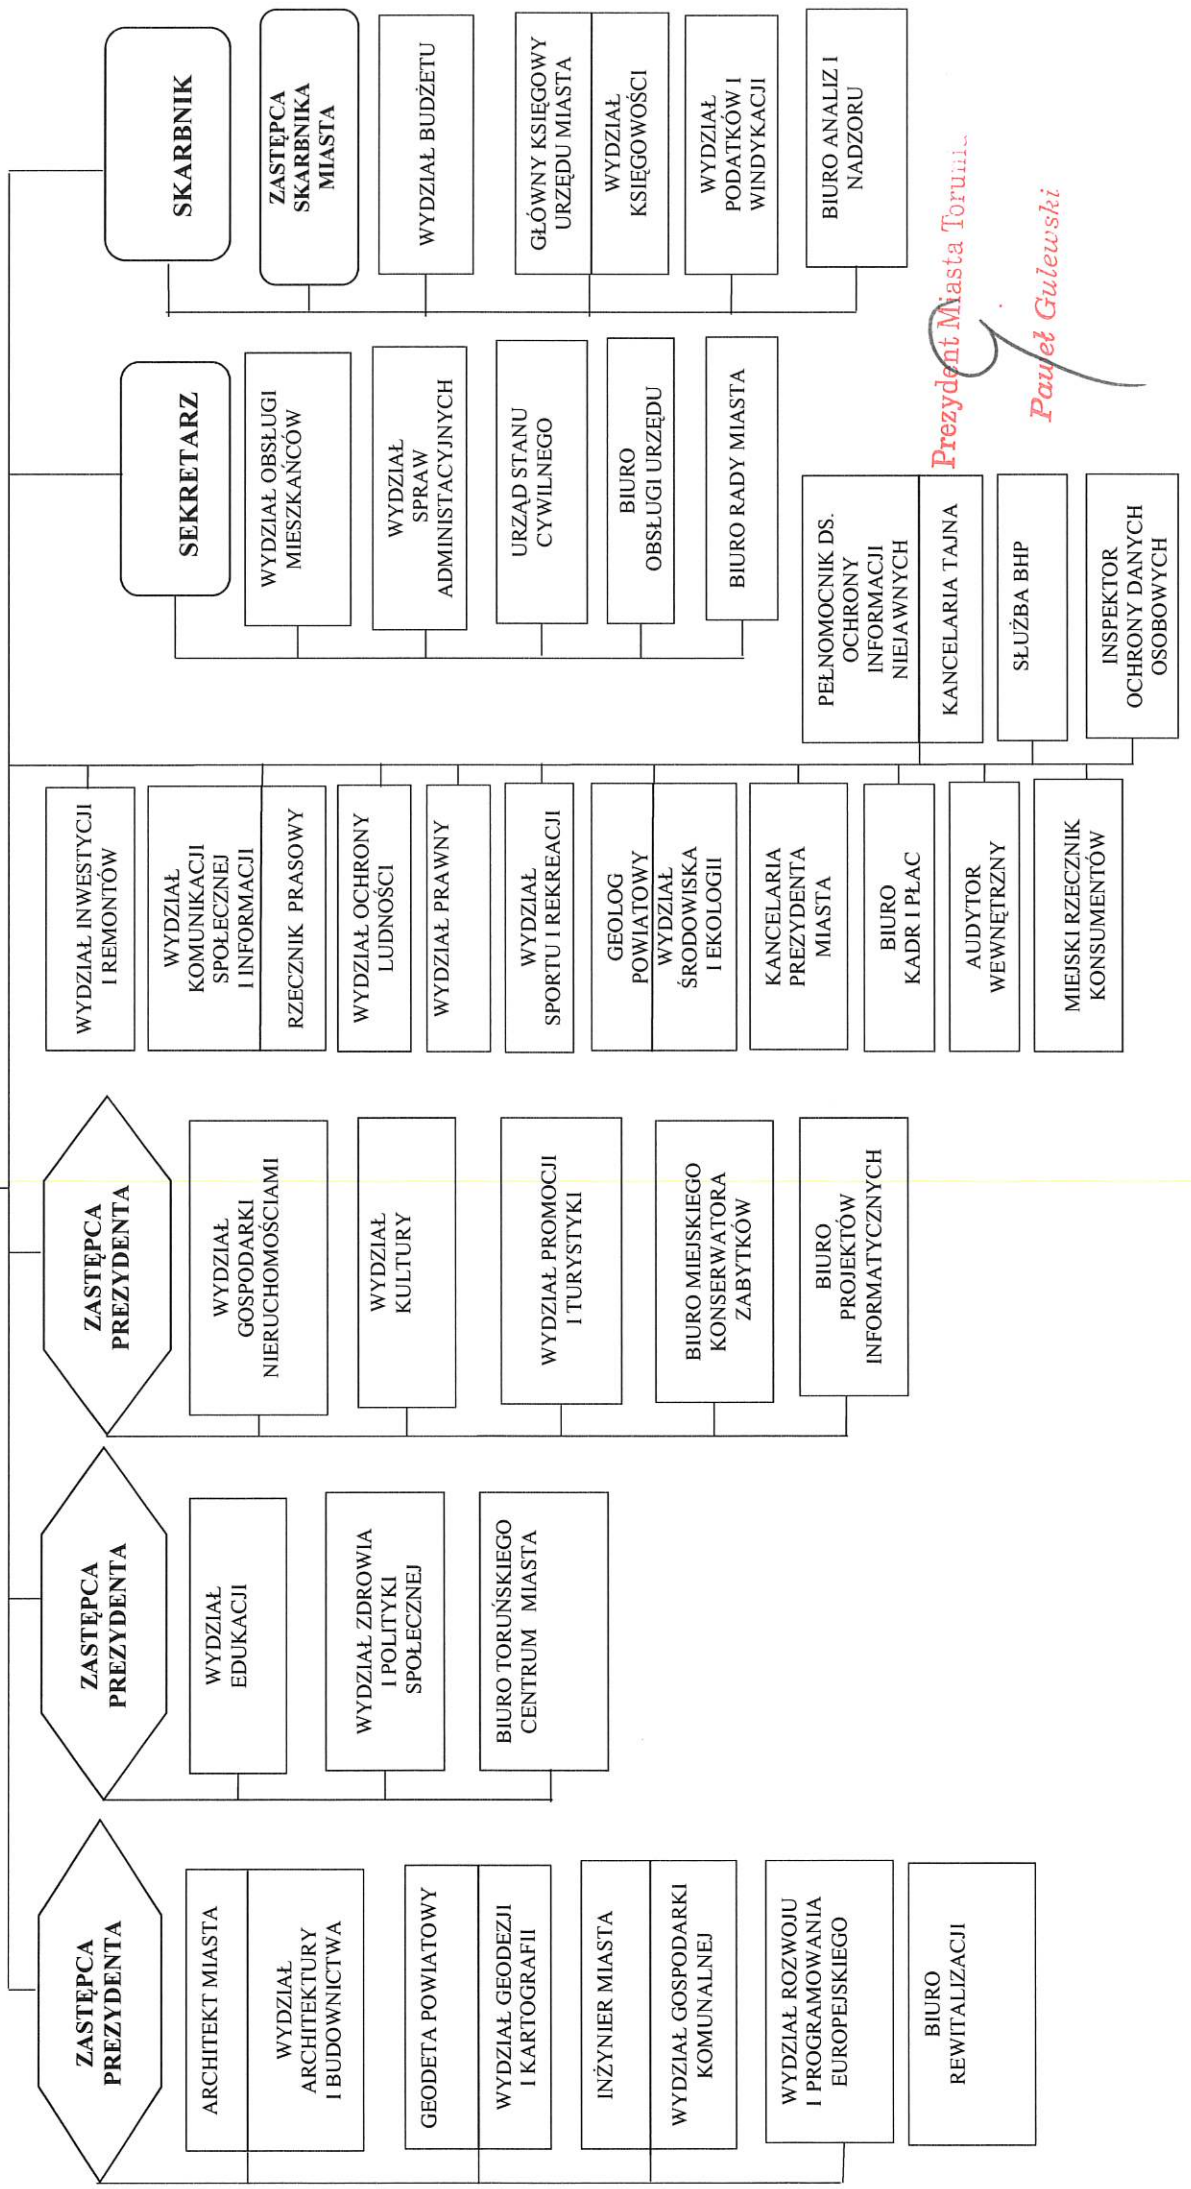 ZASTĘPCA
PREZYDENTA
ARCHITEKT MIASTA
WYDZIAŁ
ARCHITEKTURY
I BUDOWNICTWA
GEODETA POWIATOWY
WYDZIAŁ GEODEZJI
I KARTOGRAFII
INŻYNIER MIASTA
WYDZIAŁ GOSPODARKI
KOMUNALNEJ
WYDZIAŁ ROZWOJU
I PROGRAMOWANIA
EUROPEJSKIEGO
BIURO
REWITALIZACJI
ZASTĘPCA
PREZYDENTA
WYDZIAŁ
EDUKACJI
WYDZIAŁ ZDROWIA
I POLITYKI
SPOŁECZNEJ
BIURO TORUŃSKIEGO
CENTRUM MIASTA
ZASTĘPCA
PREZYDENTA
WYDZIAŁ
GOSPODARKI
NIERUCHOMOŚCIAMI
WYDZIAŁ
KULTURY
WYDZIAŁ PROMOCJI
I TURYSTYKI
BIURO MIEJSKIEGO
KONSERWATORA
ZABYTKÓW
BIURO
PROJEKTÓW
INFORMATYCZNYCH
WYDZIAŁ INWESTYCJI
I REMONTÓW
WYDZIAŁ
KOMUNIKACJI
SPOŁECZNEJ
I INFORMACJI
RZECZNIK PRASOWY
WYDZIAŁ OCHRONY
LUDNOŚCI
WYDZIAŁ PRAWNY
WYDZIAŁ
SPORTU I REKREACJI
GEOLOG
POWIATOWY
WYDZIAŁ
ŚRODOWISKA
I EKOLOGII
KANCELARIA
PREZYDENTA
MIASTA
BIURO
KADR I PŁAC
AUDYTOR
WEWNĘTRZNY
MIEJSKI RZECZNIK
KONSUMENTÓW
PEŁNOMOCNIK DS.
OCHRONY
INFORMACJI
NIEJAWNYCH
KANCELARIA TAJNA
SŁUŻBA BHP
INSPEKTOR
OCHRONY DANYCH
OSOBOWYCH
SEKRETARZ
WYDZIAŁ OBSŁUGI
MIESZKAŃCÓW
WYDZIAŁ
SPRAW
ADMINISTACYJNYCH
URZĄD STANU
CYWILNEGO
BIURO
OBSŁUGI URZĘDU
BIURO RADY MIASTA
SKARBNIK
ZASTĘPCA
SKARBNIKA
MIASTA
WYDZIAŁ BUDŻETU
GŁÓWNY KSIĘGOWY
URZĘDU MIASTA
WYDZIAŁ
KSIĘGOWOŚCI
WYDZIAŁ
PODATKÓW I
WINDYKACJI
BIURO ANALIZ I
NADZORU
Prezydent Miasta Torunia
Paweł Gulewski